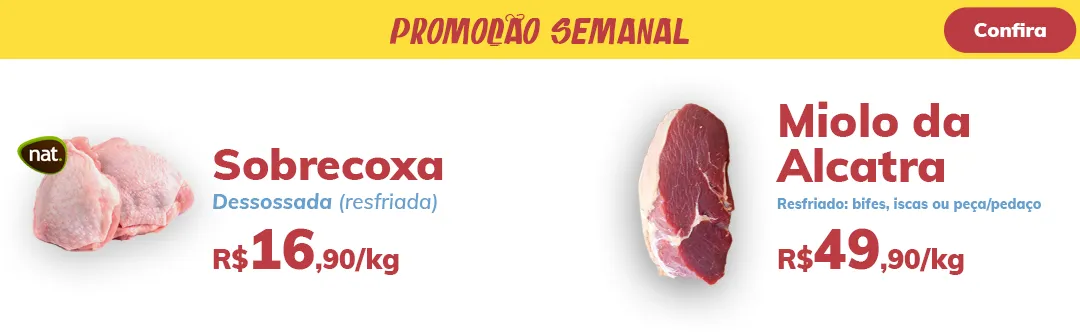 PROMOÇÃO SEMANAL
Confira
nat.
Sobrecoxa
Dessossada (resfriada)
R$16,90/kg
Miolo da
Alcatra
Resfriado: bifes, iscas ou peça/pedaço
R$49,90/kg